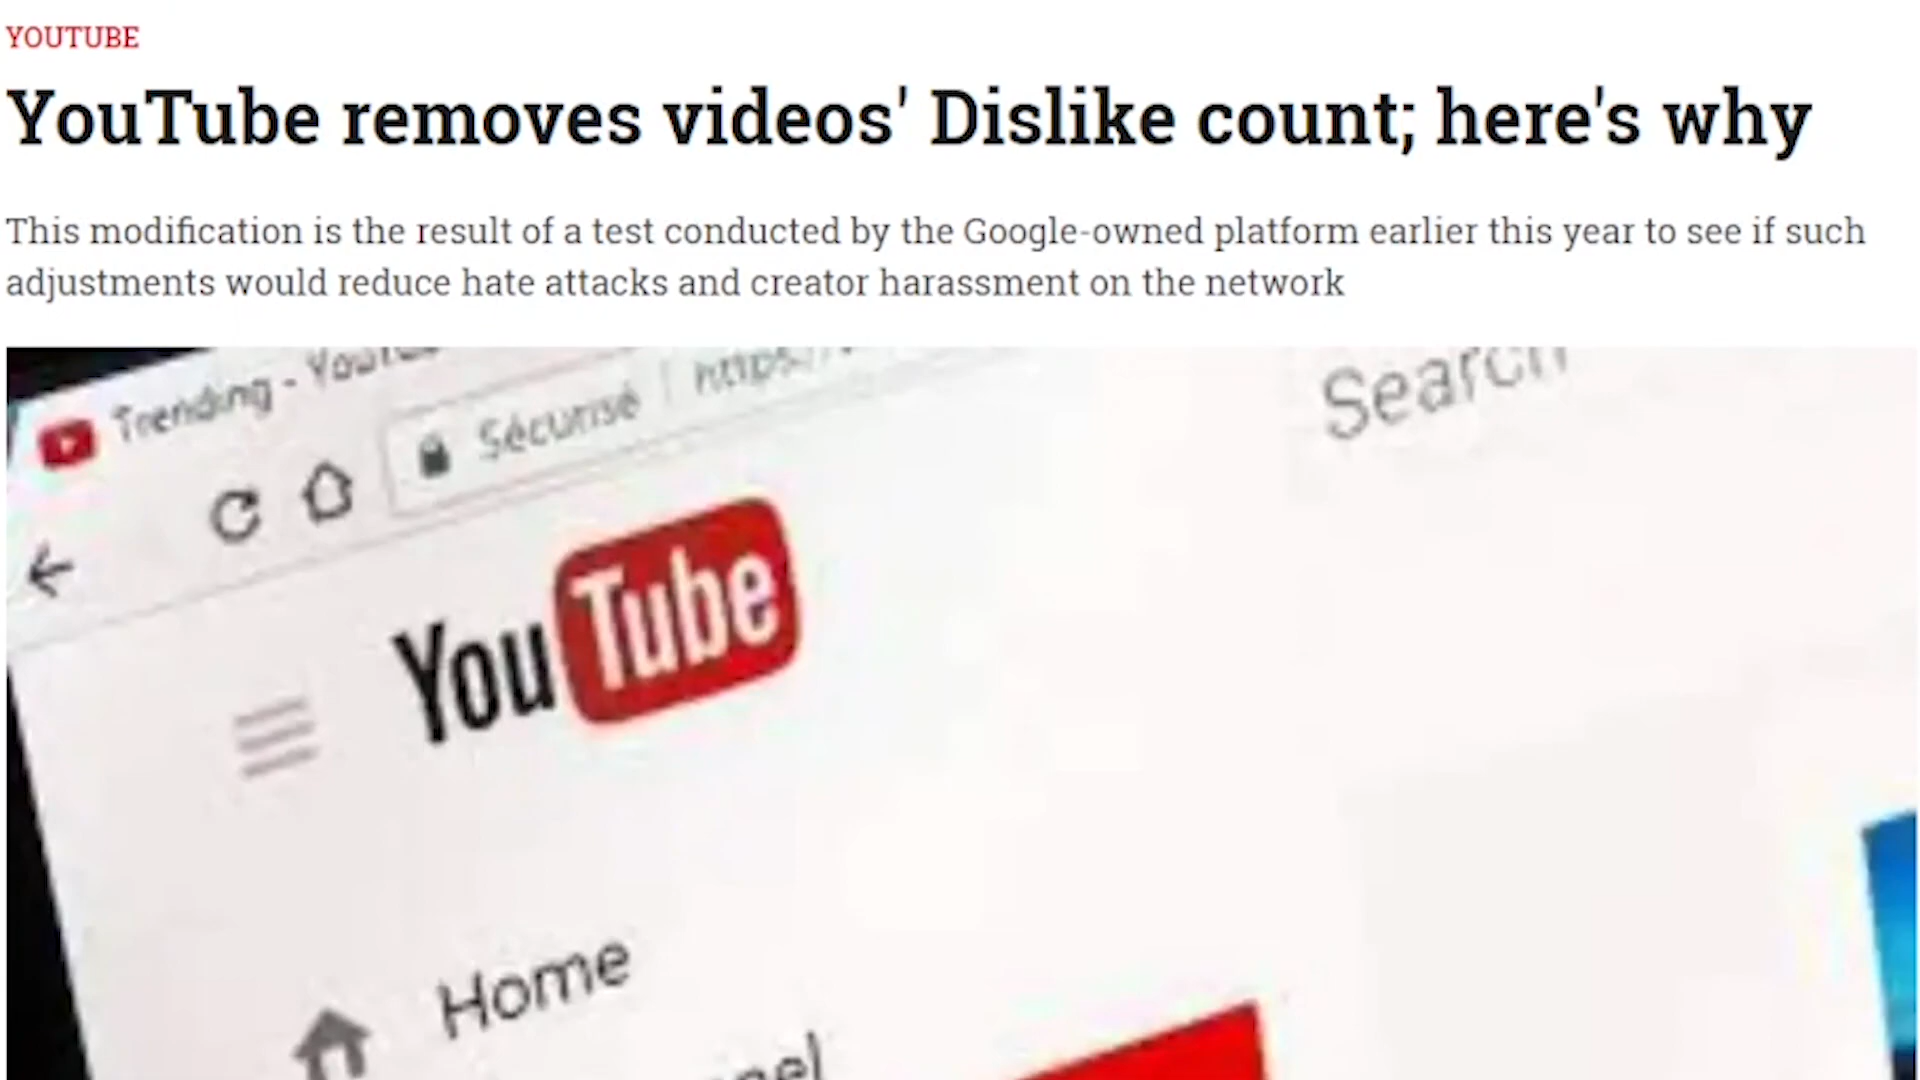 YOUTUBE
YouTube removes videos' Dislike count; here's why
This modification is the result of a test conducted by the Google-owned platform earlier this year to see if such
adjustments would reduce hate attacks and creator harassment on the network
Trending -
Sécurisé
Search
YouTube
Home